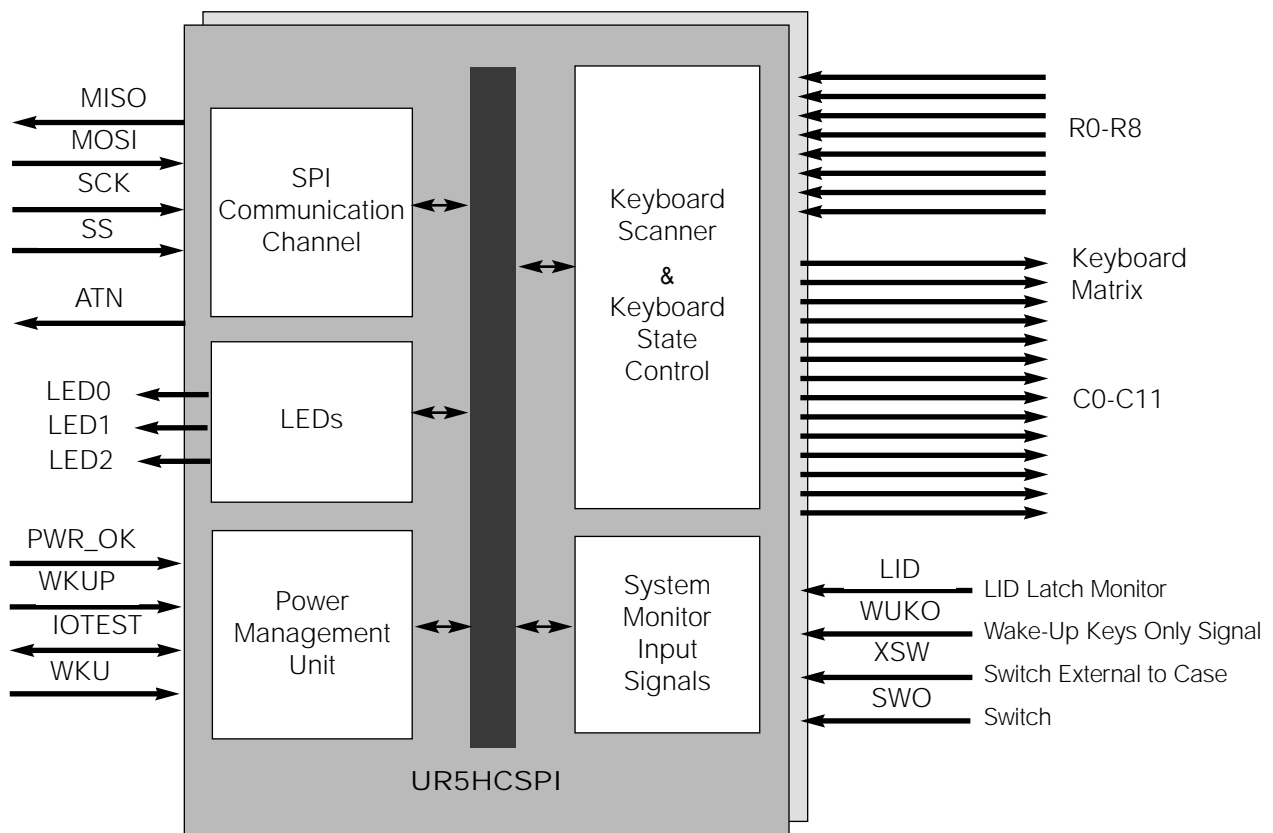 MISO
MOSI
SCK
SS
ATN
LED0
LED1
LED2
PWR_OK
WKUP
IOTEST
WKU
SPI
Communication
Channel
LEDs
Power
Management
Unit
Keyboard
Scanner
&
Keyboard
State
Control
System
Monitor
Input
Signals
UR5HCSPI
R0-R8
Keyboard
Matrix
C0-C11
LID
LID Latch Monitor
WUKO
Wake-Up Keys Only Signal
XSW
Switch External to Case
SWO
Switch